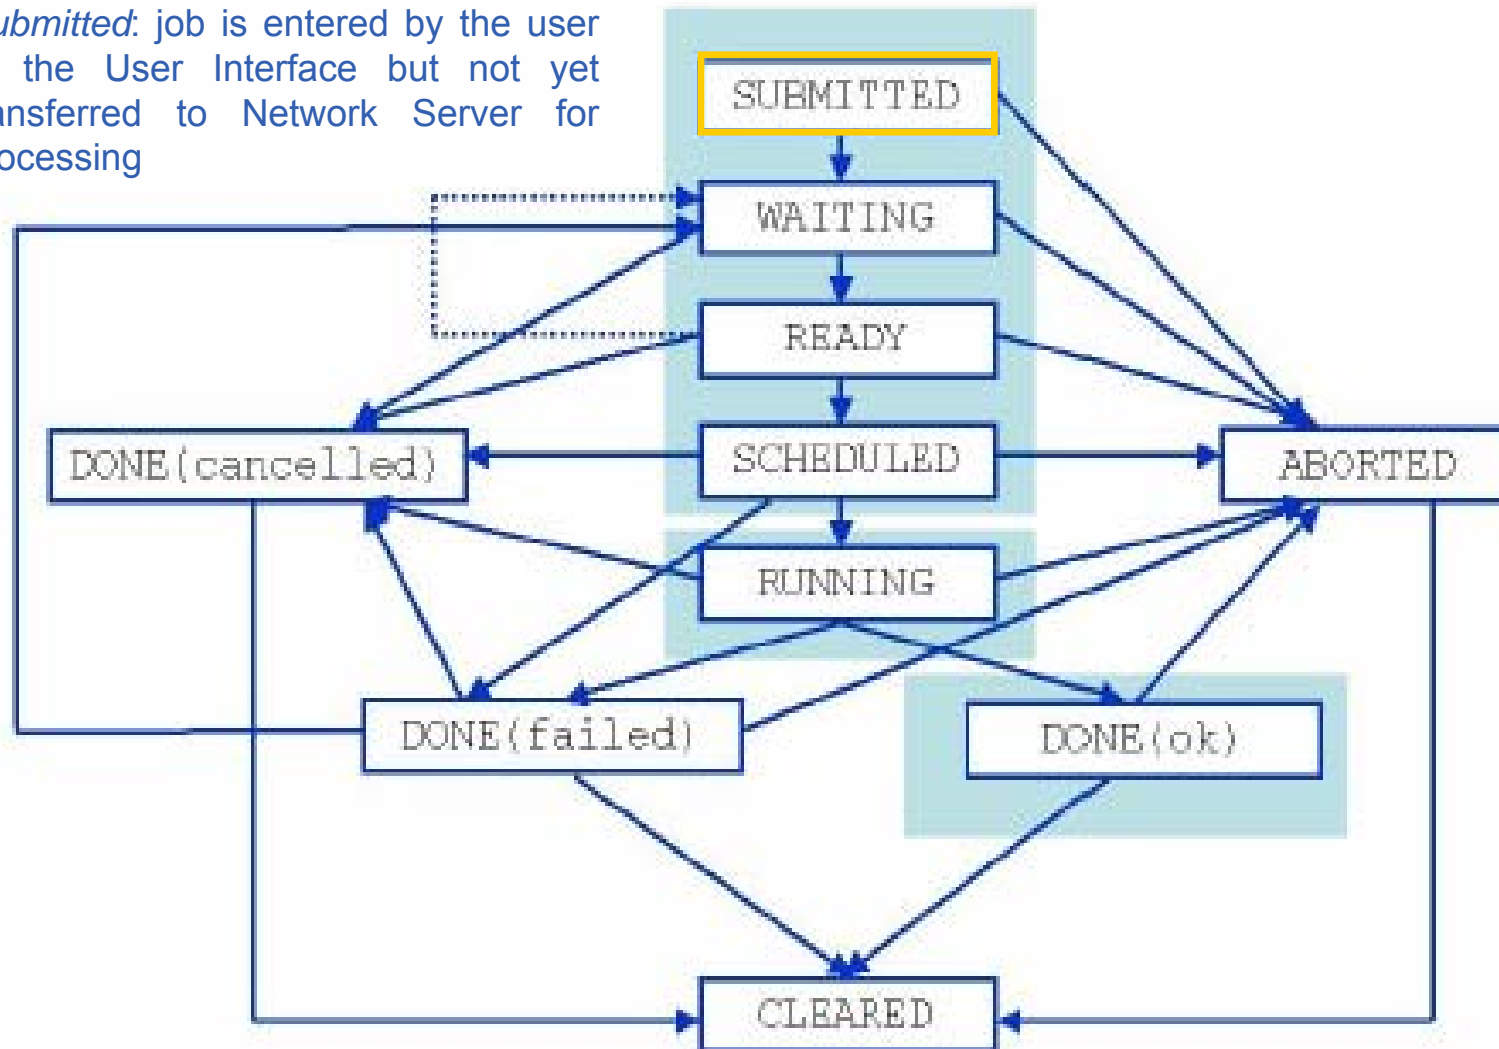 ubmitted: job is entered by the user
the User Interface but not yet
ansferred to Network Server for
ocessing
SUBMITTED
WAITING
READY
SCHEDULED
DONE(cancelled)
ABORTED
RUNNING
DONE(failed)
DONE(ok)
CLEARED